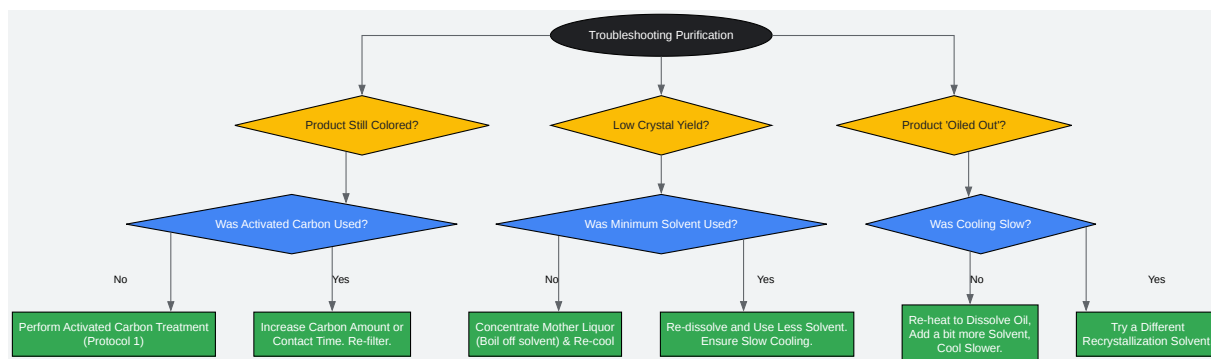 Troubleshooting Purification
Product Still Colored?
Low Crystal Yield?
Product 'Oiled Out'?
Was Activated Carbon Used?
Was Minimum Solvent Used?
Was Cooling Slow?
No
Yes
No
Yes
No
Yes
Perform Activated Carbon Treatment
(Protocol 1)
Increase Carbon Amount or
Contact Time. Re-filter.
Concentrate Mother Liquor
(Boil off solvent) & Re-cool
Re-dissolve and Use Less Solvent.
Ensure Slow Cooling.
Re-heat to Dissolve Oil,
Add a bit more Solvent,
Cool Slower.
Try a Different
Recrystallization Solvent